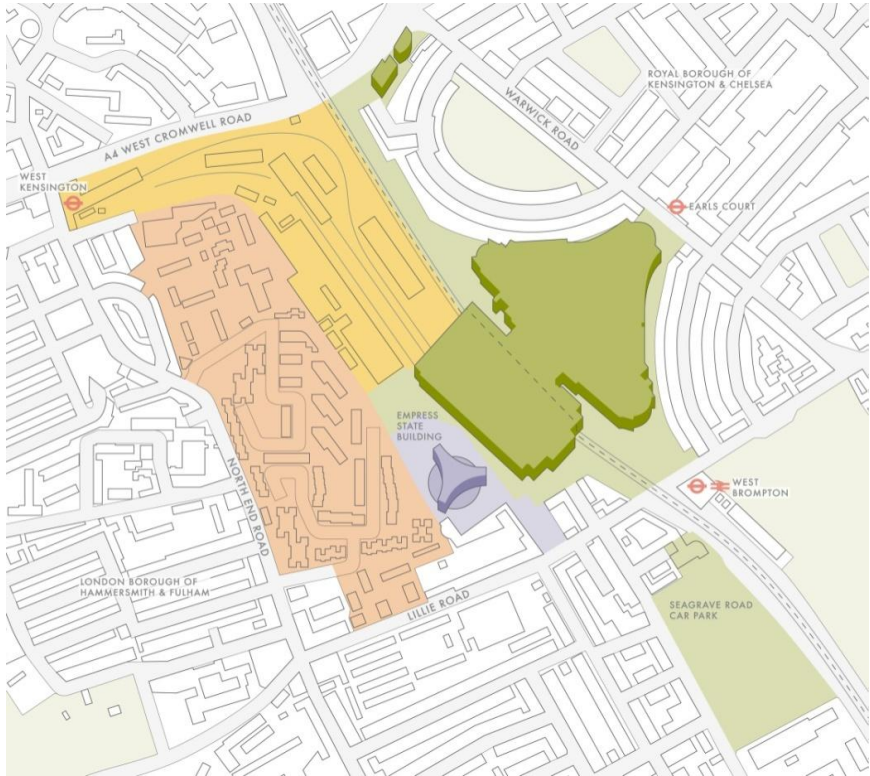 ROYAL BOROUGH OF
KENSINGTON & CHELSEA
WARWICK ROAD
A4 WEST CROMWELL ROAD
WEST
KENSINGTON
EARLS COURT
EMPRESS
STATE
BUILDING
WEST
BROMPTON
NORTH END ROAD
LONDON BOROUGH OF
HAMMERSMITH & FULHAM
LILLIE ROAD
SEAGRAVE ROAD
CAR PARK